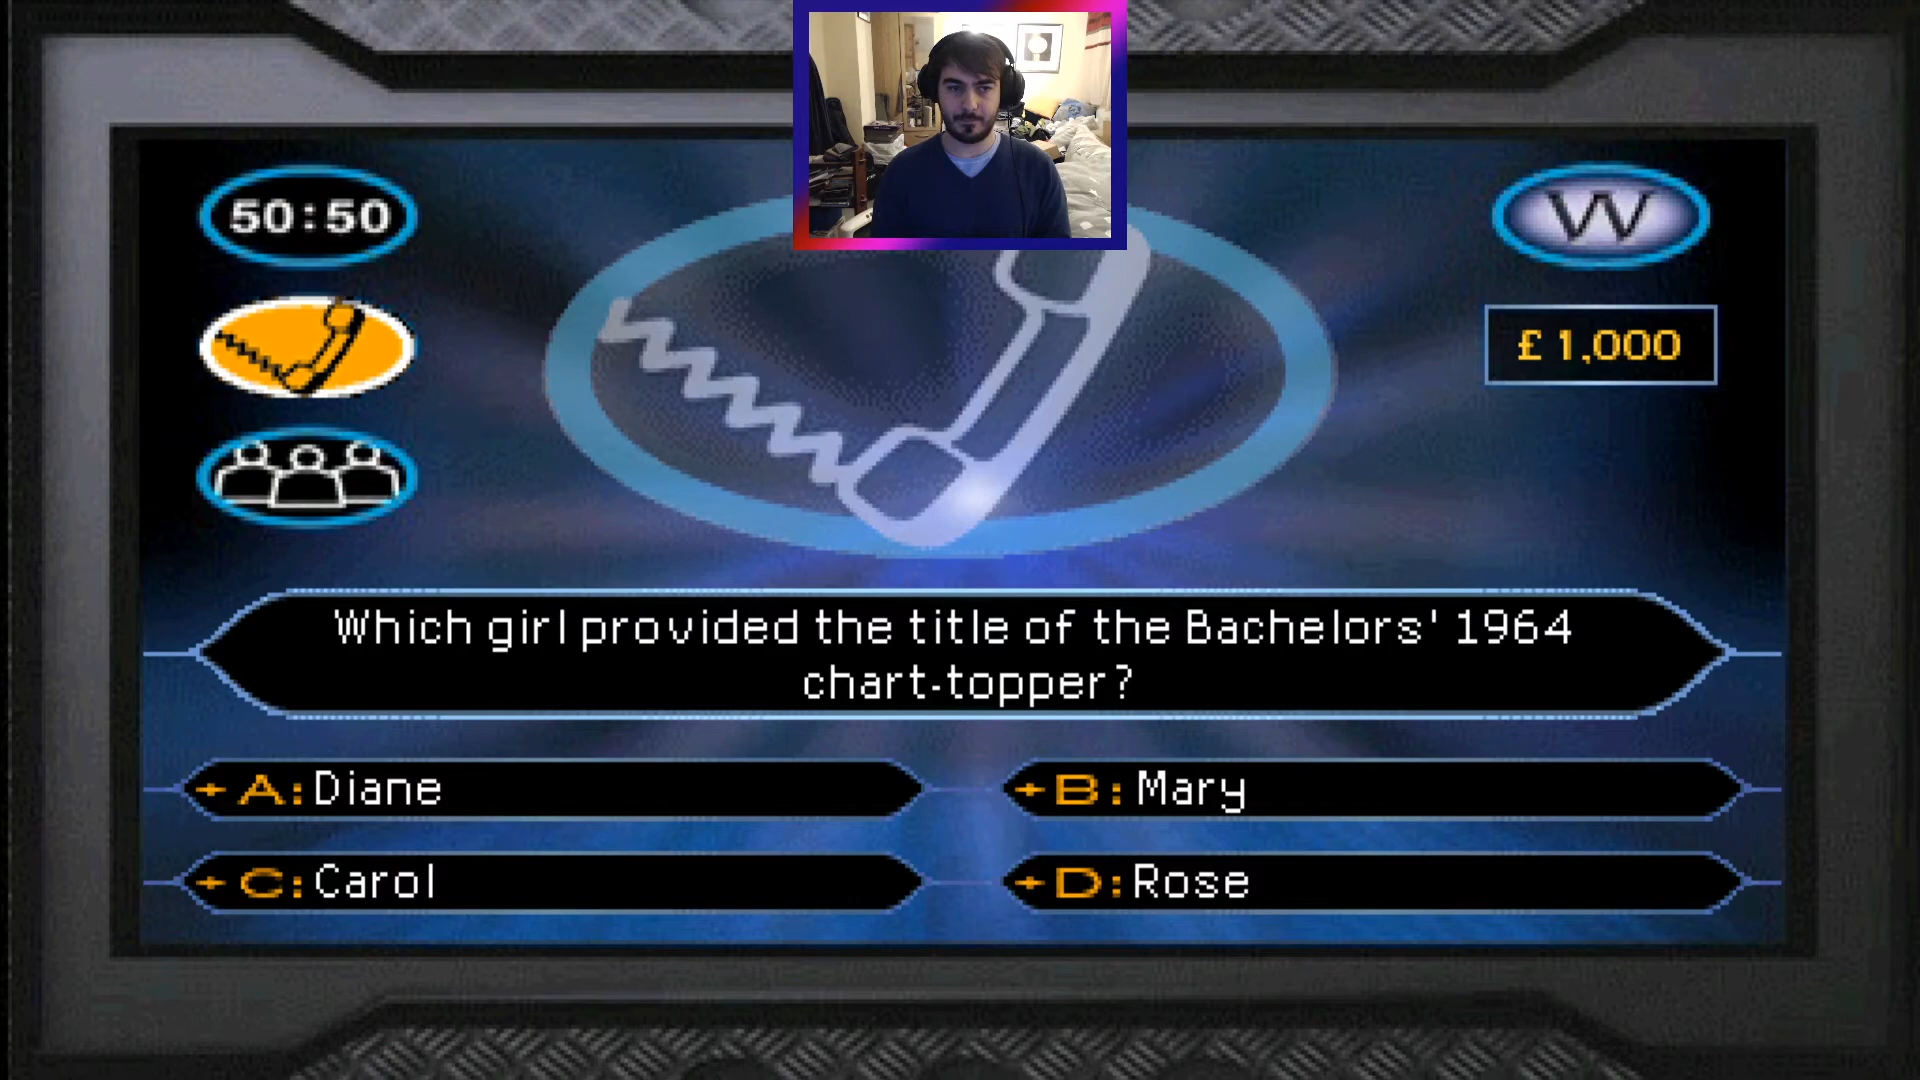 50:50
W
£ 1,000
Which girl provided the title of the Bachelors' 1964
chart-topper?
A: Diane
B: Mary
C: Carol
D: Rose